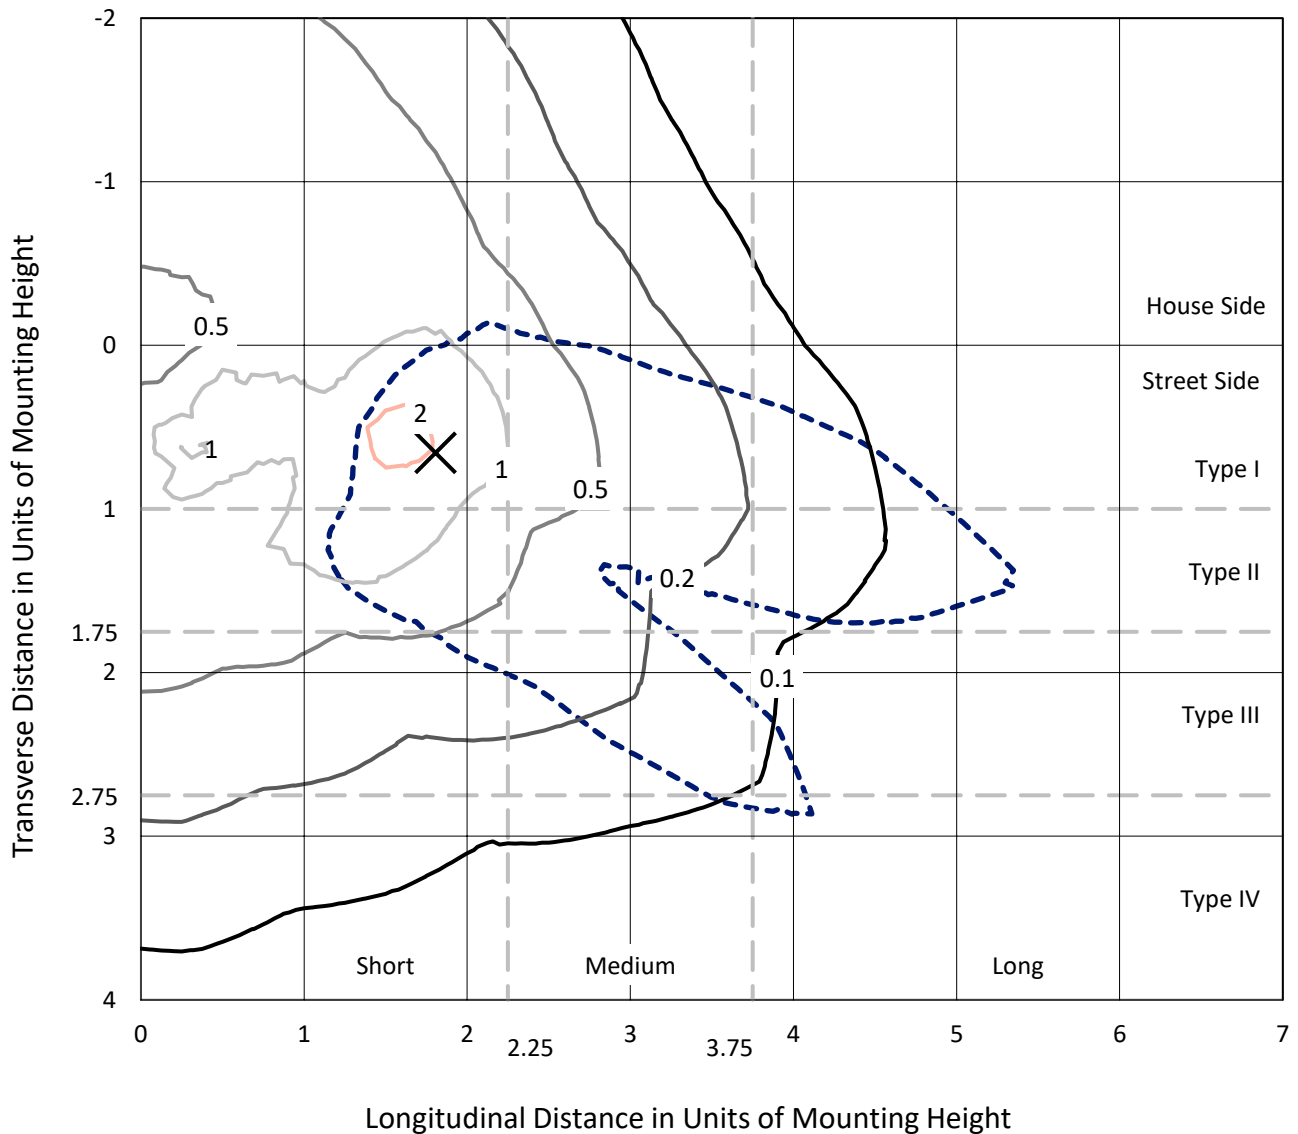 -2
-1
0
1
1.75
2
2.75
3
4
Transverse Distance in Units of Mounting Height
0.5
2
1
1
0.5
0.2
0.1
House Side
Street Side
Type I
Type II
Type III
Type IV
Short
Medium
Long
0
1
2
2.25
3
3.75
4
5
6
7
Longitudinal Distance in Units of Mounting Height